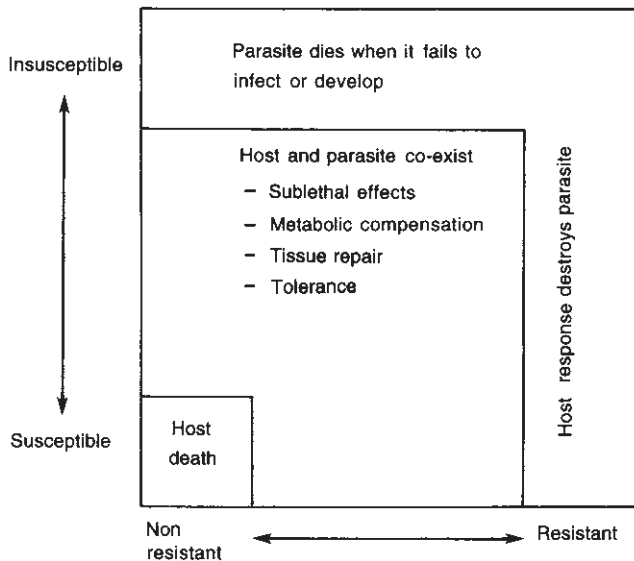 Insusceptible
Parasite dies when it fails to
infect or develop
Host and parasite co-exist
– Sublethal effects
– Metabolic compensation
– Tissue repair
– Tolerance
Host response destroys parasite
Susceptible
Host
death
Non
resistant
Resistant